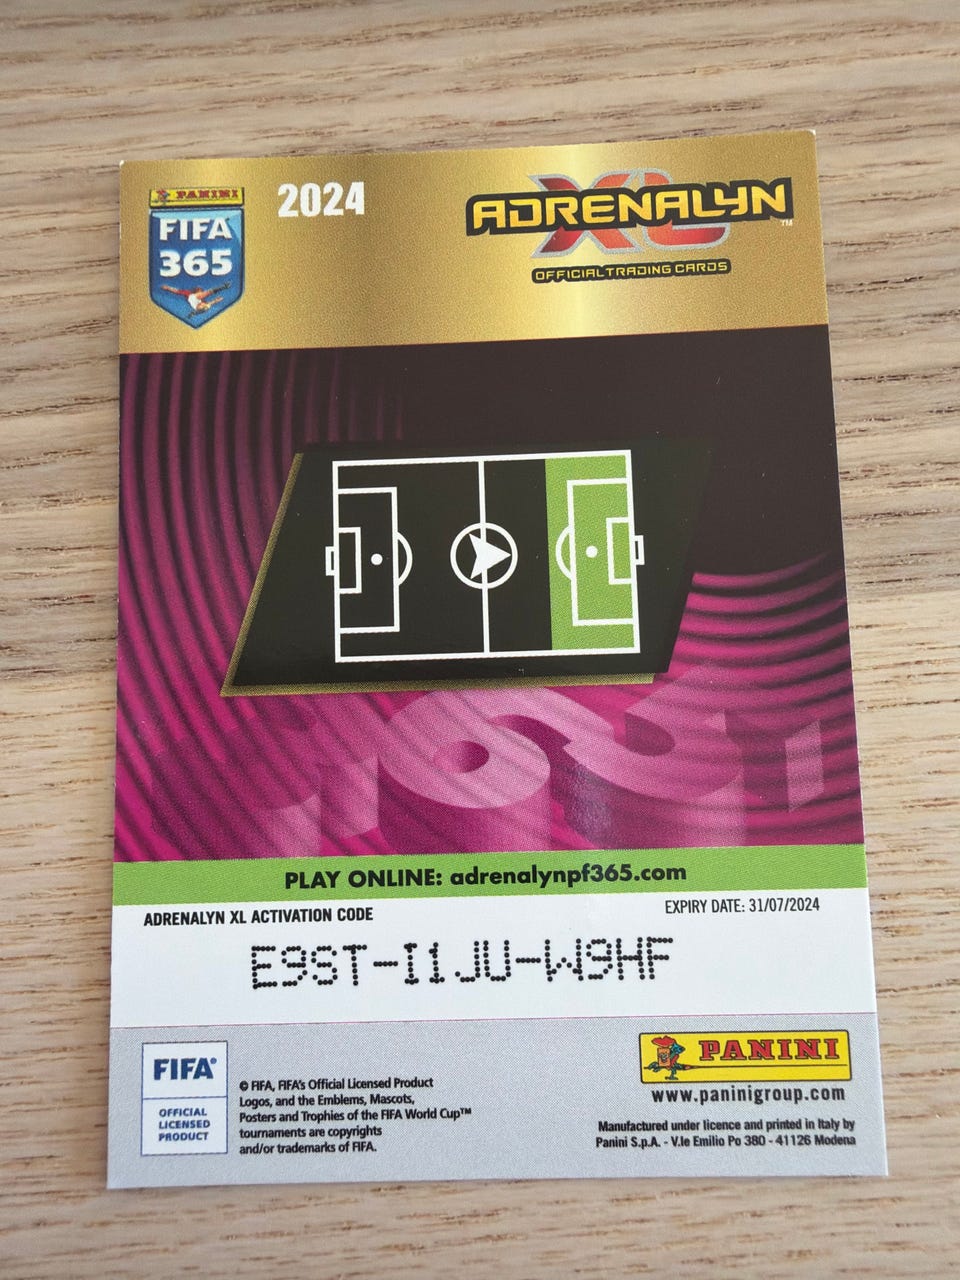 PANINI
FIFA
365
2024
ADRENALYN XL™
OFFICIAL TRADING CARDS
365
PLAY ONLINE: adrenalynpf365.com
ADRENALYN XL ACTIVATION CODE
EXPIRY DATE: 31/07/2024
E9ST-I1JU-W9HF
FIFA®
OFFICIAL
LICENSED
PRODUCT
© FIFA, FIFA's Official Licensed Product
Logos, and the Emblems, Mascots,
Posters and Trophies of the FIFA World Cup™
tournaments are copyrights
and/or trademarks of FIFA.
PANINI
www.paninigroup.com
Manufactured under licence and printed in Italy by
Panini S.p.A. - V.le Emilio Po 380 - 41126 Modena